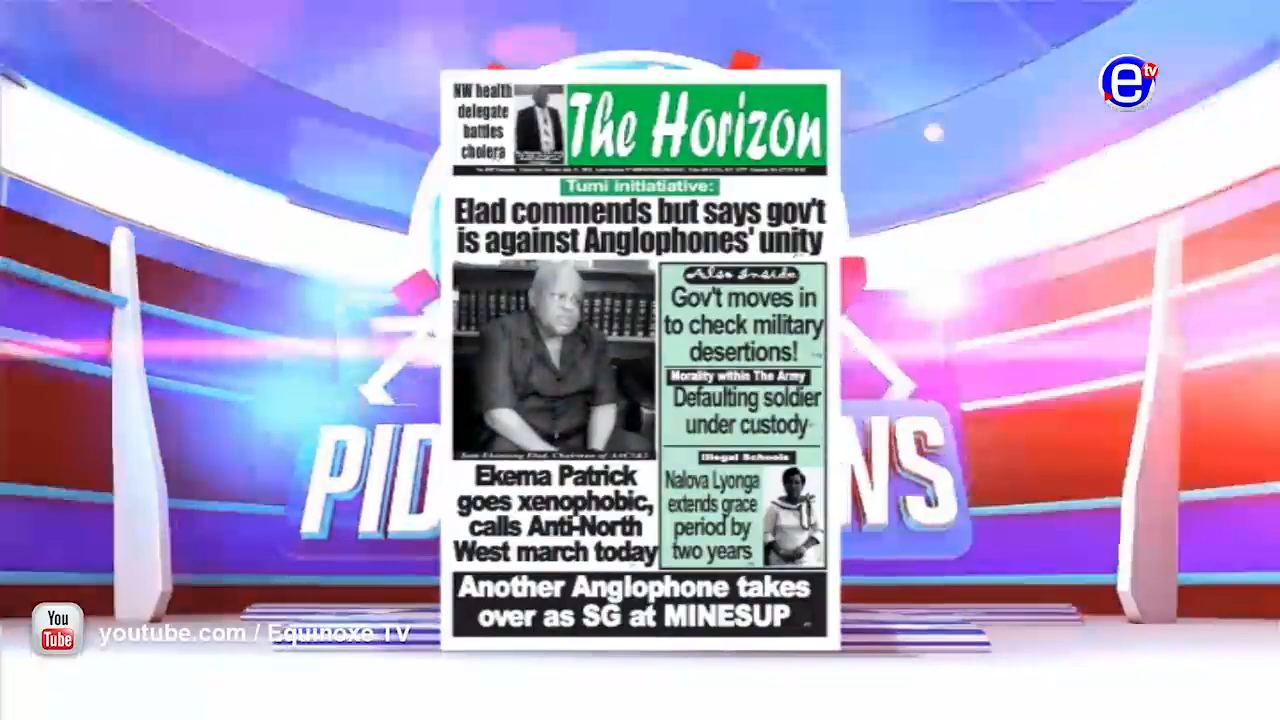 e tv
NW health
delegate
battles
cholera
The Horizon
Tumi initiatiative:
Elad commends but says gov't
is against Anglophones' unity
Also Inside
Gov't moves in
to check military
desertions!
Morality within The Army
Defaulting soldier
under custody
Illegal Schools
Nalova Lyonga
extends grace
period by
two years
Ekema Patrick
goes xenophobic,
calls Anti-North
West march today
Another Anglophone takes
over as SG at MINESUP
PID
NS
You
Tube
youtube.com / Equinoxe TV